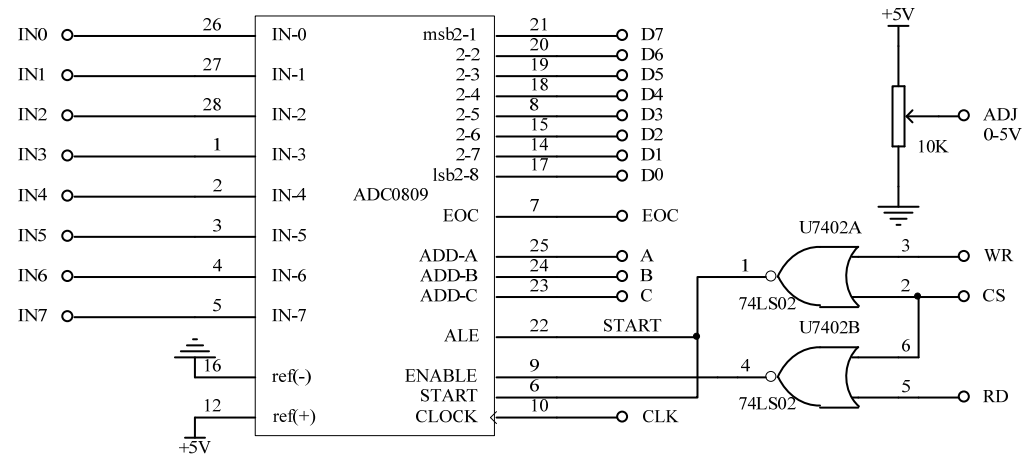 IN0 26 IN-0 msb2-1 21 D7
2-2 20 D6
IN1 27 IN-1 2-3 19 D5
2-4 18 D4
IN2 28 IN-2 2-5 8 D3
2-6 15 D2
IN3 1 IN-3 2-7 14 D1
lsb2-8 17 D0
IN4 2 IN-4 ADC0809
EOC 7 EOC
IN5 3 IN-5
ADD-A 25 A
IN6 4 IN-6 ADD-B 24 B
ADD-C 23 C
IN7 5 IN-7
ALE 22 START
16 ref(-) ENABLE 9
START 6
12 ref(+) CLOCK 10 CLK
+5V
+5V
ADJ
0-5V
10K
U7402A
1 3 WR
2 CS
74LS02
U7402B
4 6
5 RD
74LS02